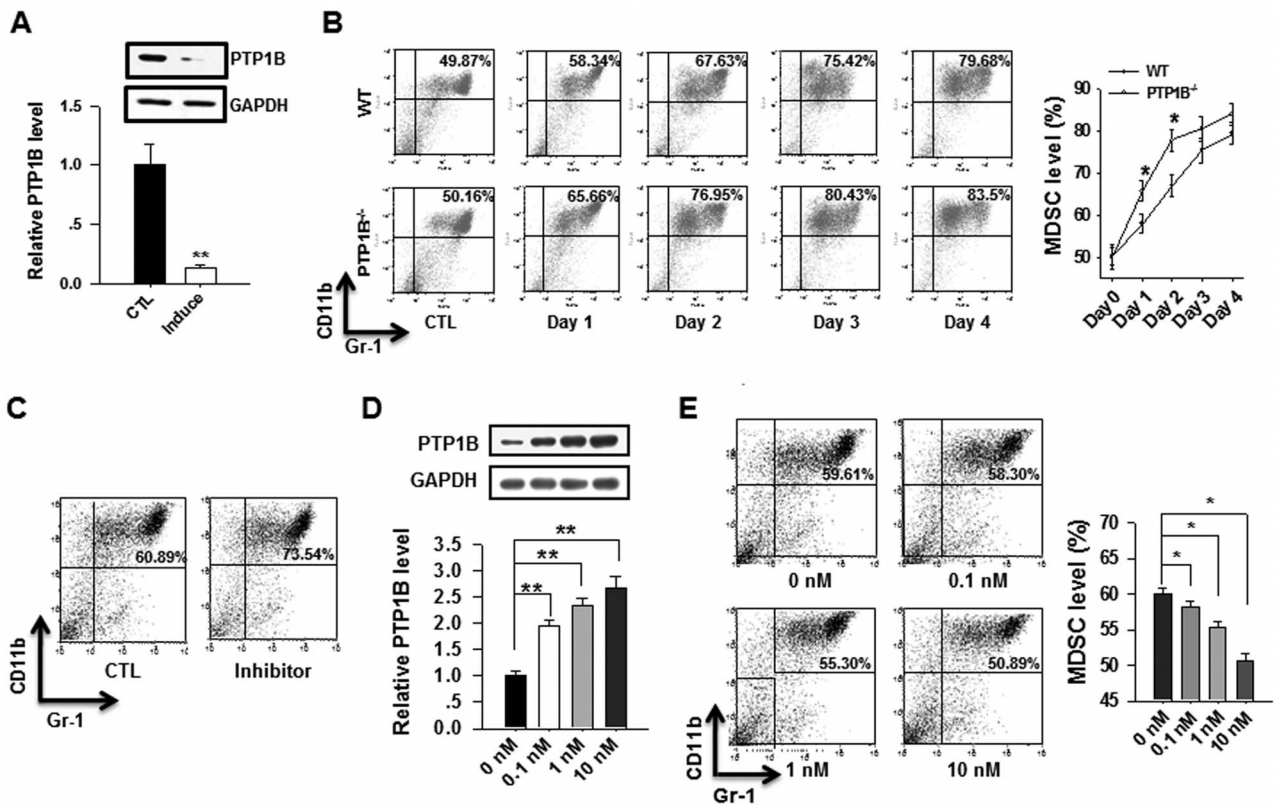 A
PTP1B
GAPDH
Relative PTP1B level
1.5
1.0
.5
0.0
**
CTL
Induce
B
WT
49.87%
58.34%
67.63%
75.42%
79.68%
PTP1B-/-
50.16%
65.66%
76.95%
80.43%
83.5%
CD11b
Gr-1
CTL
Day 1
Day 2
Day 3
Day 4
WT
PTP1B-/-
MDSC level (%)
90
80
70
60
50
*
*
Day 0
Day 1
Day 2
Day 3
Day 4
C
60.89%
73.54%
CD11b
Gr-1
CTL
Inhibitor
D
PTP1B
GAPDH
Relative PTP1B level
3.5
3.0
2.5
2.0
1.5
1.0
.5
0.0
**
**
**
0 nM
0.1 nM
1 nM
10 nM
E
59.61%
58.30%
0 nM
0.1 nM
55.30%
50.89%
CD11b
Gr-1
1 nM
10 nM
MDSC level (%)
70
65
60
55
50
45
*
*
*
0 nM
0.1 nM
1 nM
10 nM